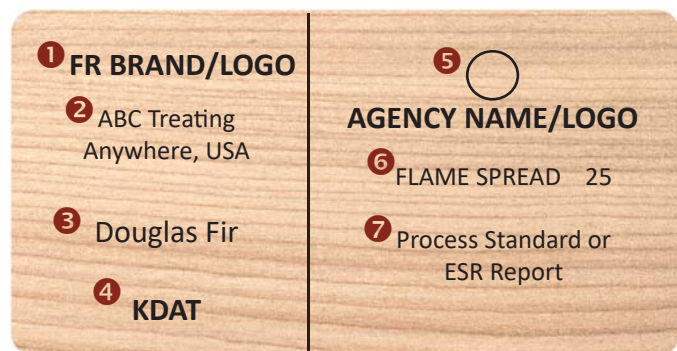 1 FR BRAND/LOGO
2 ABC Treating
Anywhere, USA
3 Douglas Fir
4 KDAT
5
AGENCY NAME/LOGO
6 FLAME SPREAD 25
7 Process Standard or
ESR Report